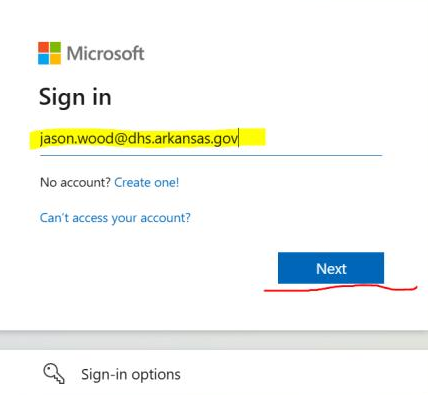 Microsoft
Sign in
jason.wood@dhs.arkansas.gov
No account? Create one!
Can't access your account?
Next
Sign-in options